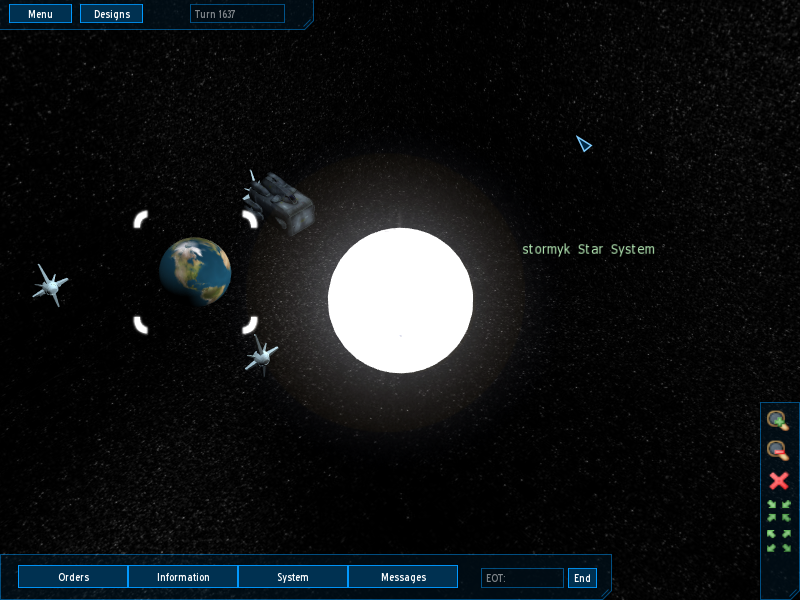 Menu
Designs
Turn 1637
stormyk Star System
Orders
Information
System
Messages
EOT:
End